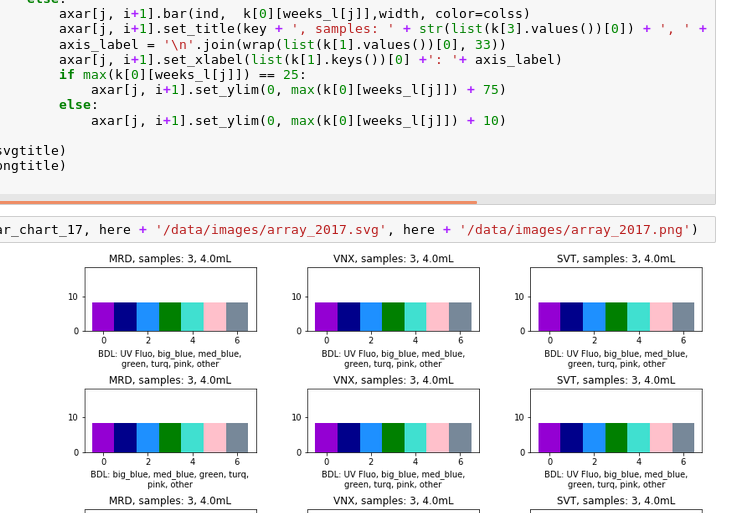 else:
axar[j, i+1].bar(ind,  k[0][weeks_l[j]],width, color=colss)
axar[j, i+1].set_title(key + ', samples: ' + str(list(k[3].values())[0]) + ', ' +
axis_label = '\n'.join(wrap(list(k[1].values())[0], 33))
axar[j, i+1].set_xlabel(list(k[1].keys())[0] +': '+ axis_label)
if max(k[0][weeks_l[j]]) == 25:
axar[j, i+1].set_ylim(0, max(k[0][weeks_l[j]]) + 75)
else:
axar[j, i+1].set_ylim(0, max(k[0][weeks_l[j]]) + 10)
svgtitle)
ongtitle)
ar_chart_17, here + '/data/images/array_2017.svg', here + '/data/images/array_2017.png')
MRD, samples: 3, 4.0mL VNX, samples: 3, 4.0mL SVT, samples: 3, 4.0mL
10 10 10
0 0 0
0 2 4 6 0 2 4 6 0 2 4 6
BDL: UV Fluo, big_blue, med_blue, BDL: UV Fluo, big_blue, med_blue, BDL: UV Fluo, big_blue, med_blue,
green, turq, pink, other green, turq, pink, other green, turq, pink, other
MRD, samples: 3, 4.0mL VNX, samples: 3, 4.0mL SVT, samples: 3, 4.0mL
10 10 10
0 0 0
0 2 4 6 0 2 4 6 0 2 4 6
BDL: big_blue, med_blue, green, turq, BDL: UV Fluo, big_blue, med_blue, BDL: UV Fluo, big_blue, med_blue,
pink, other green, turq, pink, other green, turq, pink, other
MRD, samples: 3, 4.0mL VNX, samples: 3, 4.0mL SVT, samples: 3, 4.0mL